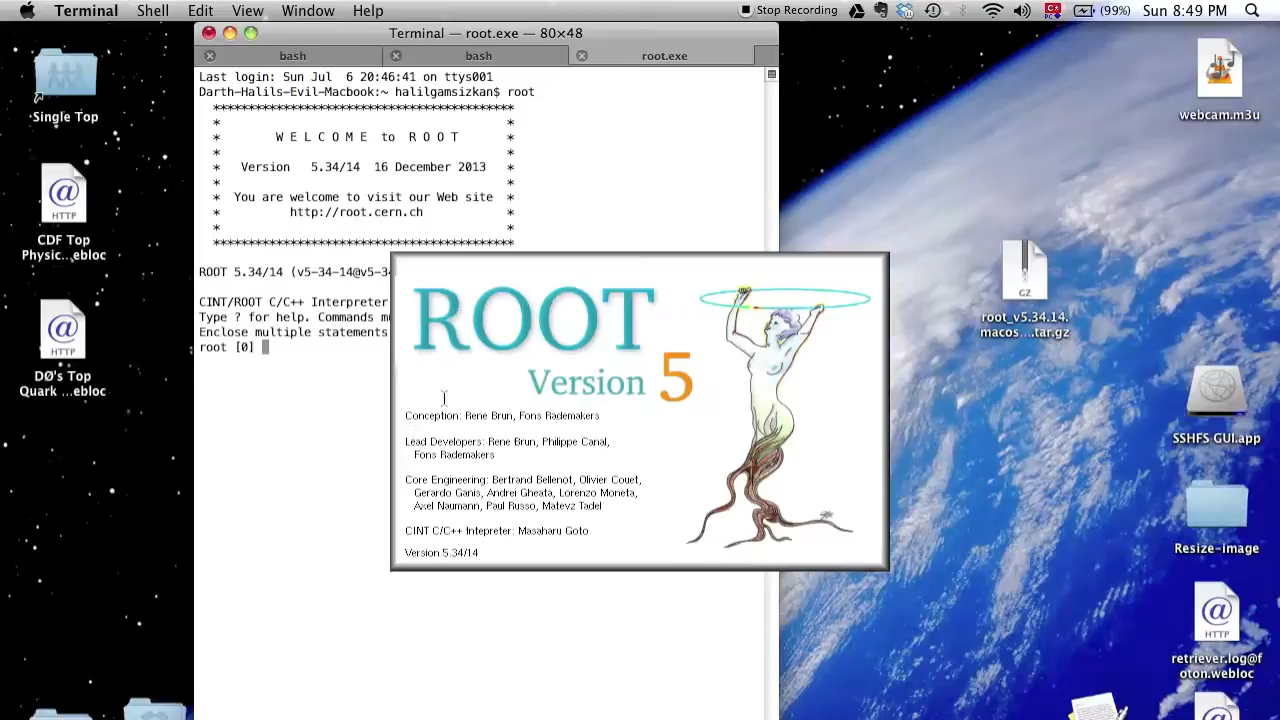 Terminal Shell Edit View Window Help Stop Recording (99%) Sun 8:49 PM
Terminal — root.exe — 80×48
bash bash root.exe
Last login: Sun Jul  6 20:46:41 on ttys001
Darth-Halils-Evil-Macbook:~ halilgamsizkan$ root
*******************************************
*                                         *
*        W E L C O M E  to  R O O T       *
*                                         *
*   Version   5.34/14  16 December 2013   *
*                                         *
*  You are welcome to visit our Web site  *
*          http://root.cern.ch            *
*                                         *
*******************************************
ROOT 5.34/14 (v5-34-14@v5-34
CINT/ROOT C/C++ Interpreter
Type ? for help. Commands mu
Enclose multiple statements
root [0]
ROOT
Version 5
Conception: Rene Brun, Fons Rademakers
Lead Developers: Rene Brun, Philippe Canal,
Fons Rademakers
Core Engineering: Bertrand Bellenot, Olivier Couet,
Gerardo Ganis, Andrei Gheata, Lorenzo Moneta,
Axel Naumann, Paul Russo, Matevz Tadel
CINT C/C++ Intepreter: Masaharu Goto
Version 5.34/14
Single Top
@
HTTP
CDF Top
Physic...ebloc
@
HTTP
DØ's Top
Quark ...ebloc
webcam.m3u
GZ
root_v5.34.14.
macos....tar.gz
SSHFS GUI.app
Resize-image
@
HTTP
retriever.log@f
oton.webloc